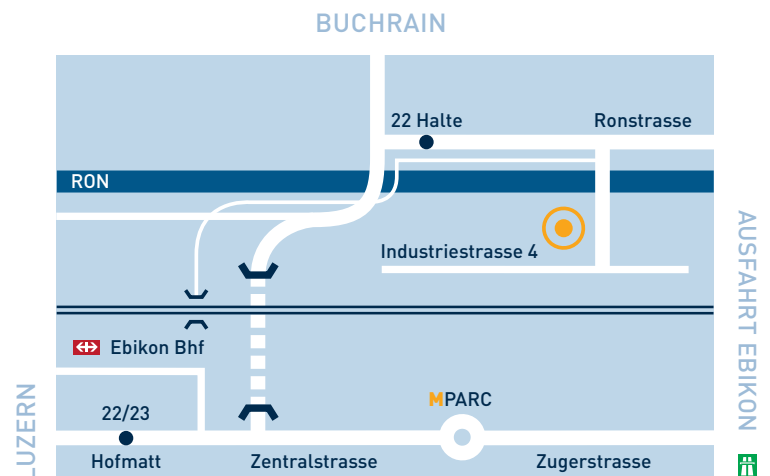 BUCHRAIN
22 Halte
Ronstrasse
RON
Industriestrasse 4
AUSFAHRT EBIKON
Ebikon Bhf
LUZERN
MPARC
22/23
Hofmatt
Zentralstrasse
Zugerstrasse